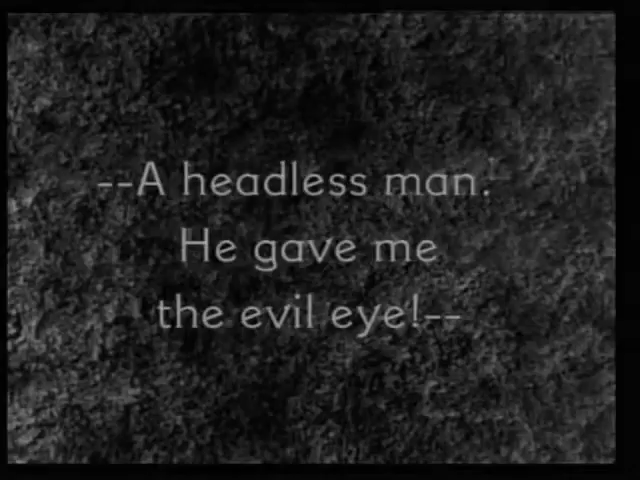 --A headless man.
He gave me
the evil eye!--